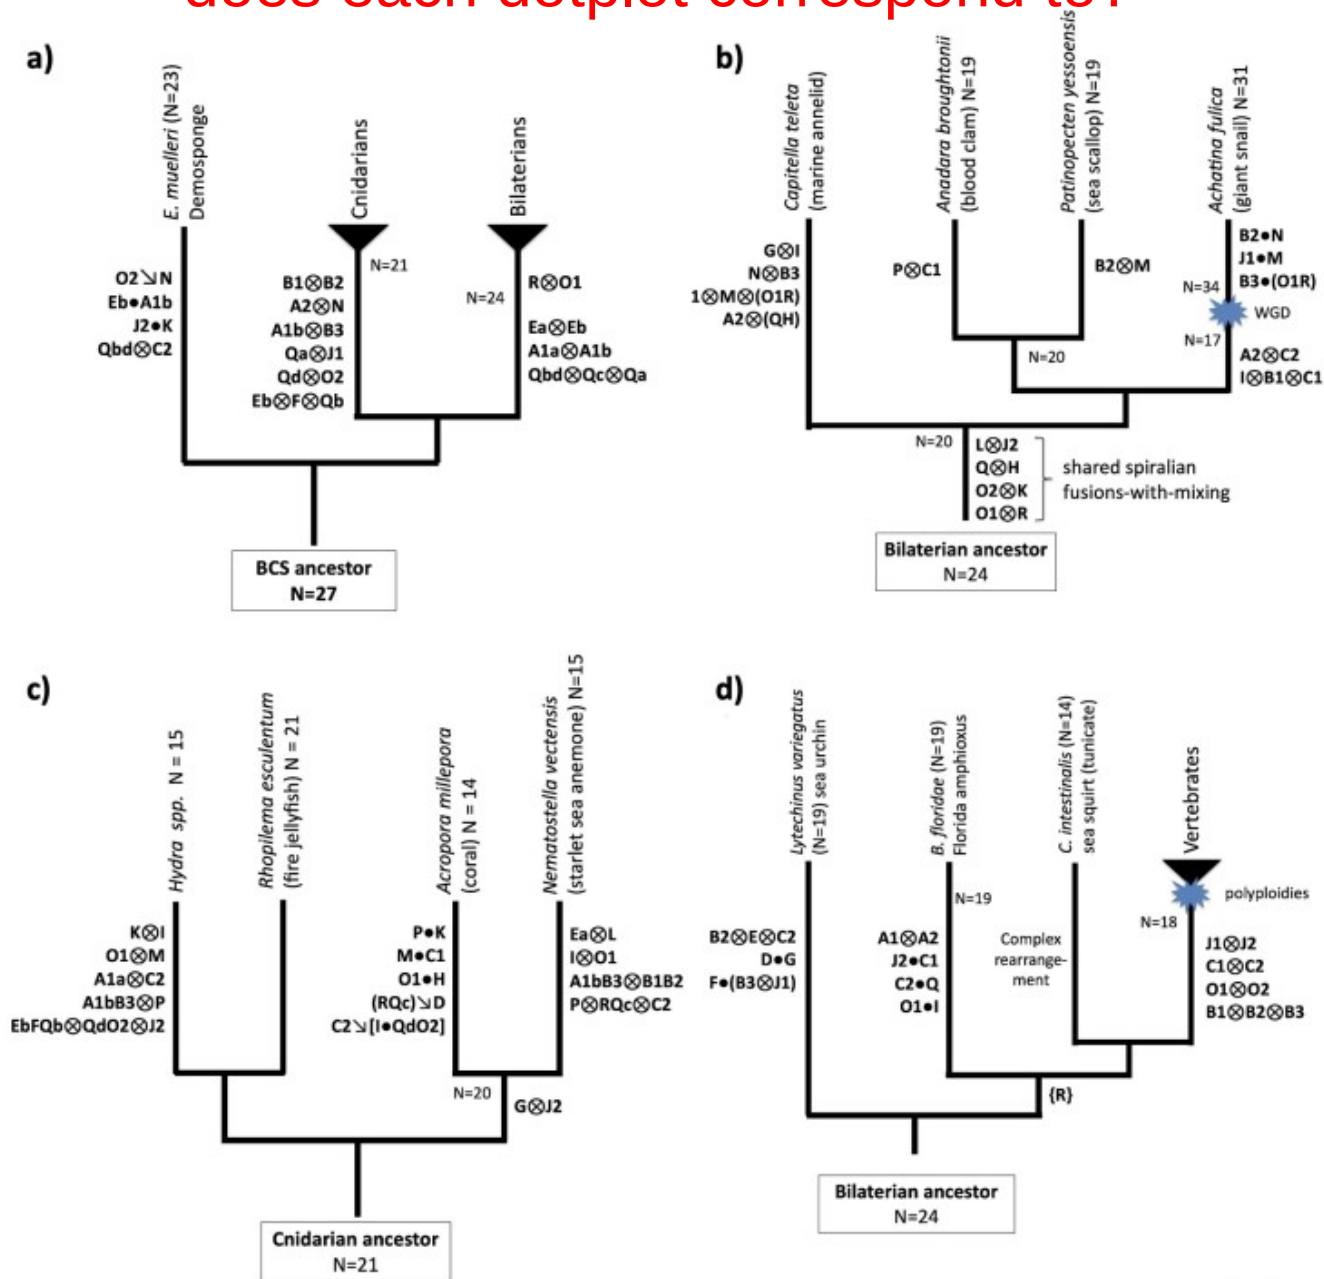 does each dotplot correspond to?
a)
E. muelleri (N=23)
Demosponge
Cnidarians
Bilaterians
O2↘N
Eb●A1b
J2●K
Qbd⊗C2
N=21
B1⊗B2
A2⊗N
A1b⊗B3
Qa⊗J1
Qd⊗O2
Eb⊗F⊗Qb
N=24
R⊗O1
Ea⊗Eb
A1a⊗A1b
Qbd⊗Qc⊗Qa
BCS ancestor
N=27
b)
Capitella teleta
(marine annelid)
Anadara broughtonii
(blood clam) N=19
Patinopecten yessoensis
(sea scallop) N=19
Achatina fulica
(giant snail) N=31
G⊗I
N⊗B3
1⊗M⊗(O1R)
A2⊗(QH)
P⊗C1
B2⊗M
B2●N
J1●M
B3●(O1R)
N=34
WGD
N=17
A2⊗C2
I⊗B1⊗C1
N=20
N=20
L⊗J2
Q⊗H
O2⊗K
O1⊗R
shared spiralian
fusions-with-mixing
Bilaterian ancestor
N=24
c)
Hydra spp. N = 15
Rhopilema esculentum
(fire jellyfish) N = 21
Acropora millepora
(coral) N = 14
Nematostella vectensis
(starlet sea anemone) N=15
K⊗I
O1⊗M
A1a⊗C2
A1bB3⊗P
EbFQb⊗QdO2⊗J2
P●K
M●C1
O1●H
(RQc)↘D
C2↘[I●QdO2]
Ea⊗L
I⊗O1
A1bB3⊗B1B2
P⊗RQc⊗C2
N=20
G⊗J2
Cnidarian ancestor
N=21
d)
Lytechinus variegatus
(N=19) sea urchin
B. floridae (N=19)
Florida amphioxus
C. intestinalis (N=14)
sea squirt (tunicate)
Vertebrates
polyploidies
B2⊗E⊗C2
D●G
F●(B3⊗J1)
N=19
A1⊗A2
J2●C1
C2●Q
O1●I
Complex
rearrange-
ment
N=18
J1⊗J2
C1⊗C2
O1⊗O2
B1⊗B2⊗B3
{R}
Bilaterian ancestor
N=24